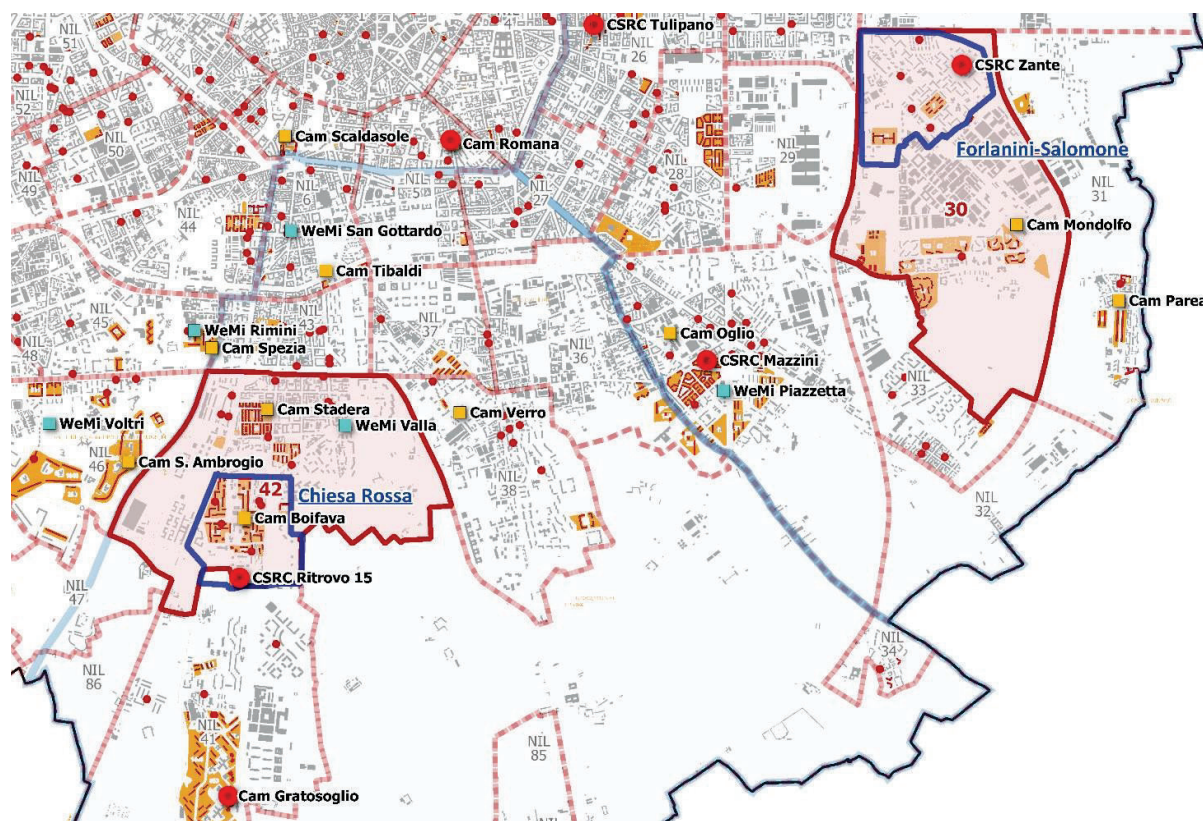 CSRC Tulipano
NIL
4
NIL
51
NIL
26
CSRC Zante
NIL
52
NIL
50
Cam Scaldasole
Cam Romana
Forlanini-Salomone
NIL
29
NIL
28
NIL
49
NIL
6
NIL
5
NIL
27
NIL
31
NIL
44
30
Cam Mondolfo
WeMi San Gottardo
Cam Tibaldi
Cam Parea
NIL
45
WeMi Rimini
NIL
37
Cam Oglio
NIL
48
Cam Spezia
NIL
36
CSRC Mazzini
NIL
33
WeMi Piazzetta
Cam Stadera
Cam Verro
WeMi Voltri
WeMi Valla
NIL
46
Cam S. Ambrogio
42
Chiesa Rossa
NIL
38
NIL
32
Cam Boifava
CSRC Ritrovo 15
NIL
47
NIL
34
NIL
86
NIL
41
NIL
85
Cam Gratosoglio
NIL